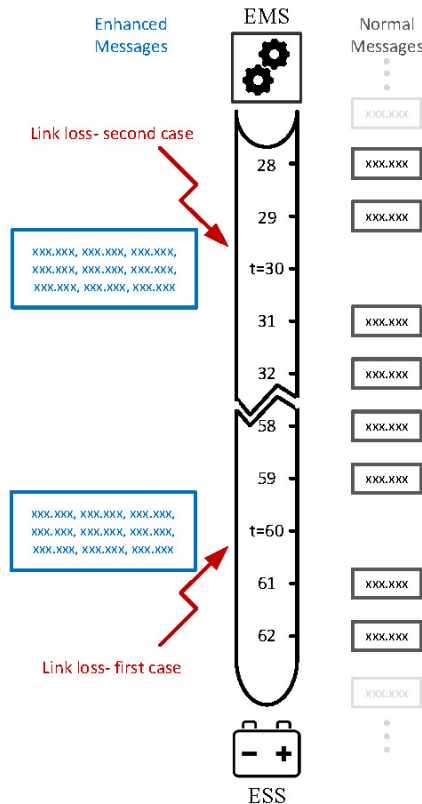 Enhanced
Messages
EMS
Normal
Messages
xxx.xxx
Link loss- second case
28
xxx.xxx
29
xxx.xxx
xxx.xxx, xxx.xxx, xxx.xxx,
xxx.xxx, xxx.xxx, xxx.xxx,
xxx.xxx, xxx.xxx, xxx.xxx
t=30
31
xxx.xxx
32
xxx.xxx
58
xxx.xxx
59
xxx.xxx
xxx.xxx, xxx.xxx, xxx.xxx,
xxx.xxx, xxx.xxx, xxx.xxx,
xxx.xxx, xxx.xxx, xxx.xxx
t=60
61
xxx.xxx
62
xxx.xxx
Link loss- first case
xxx.xxx
ESS